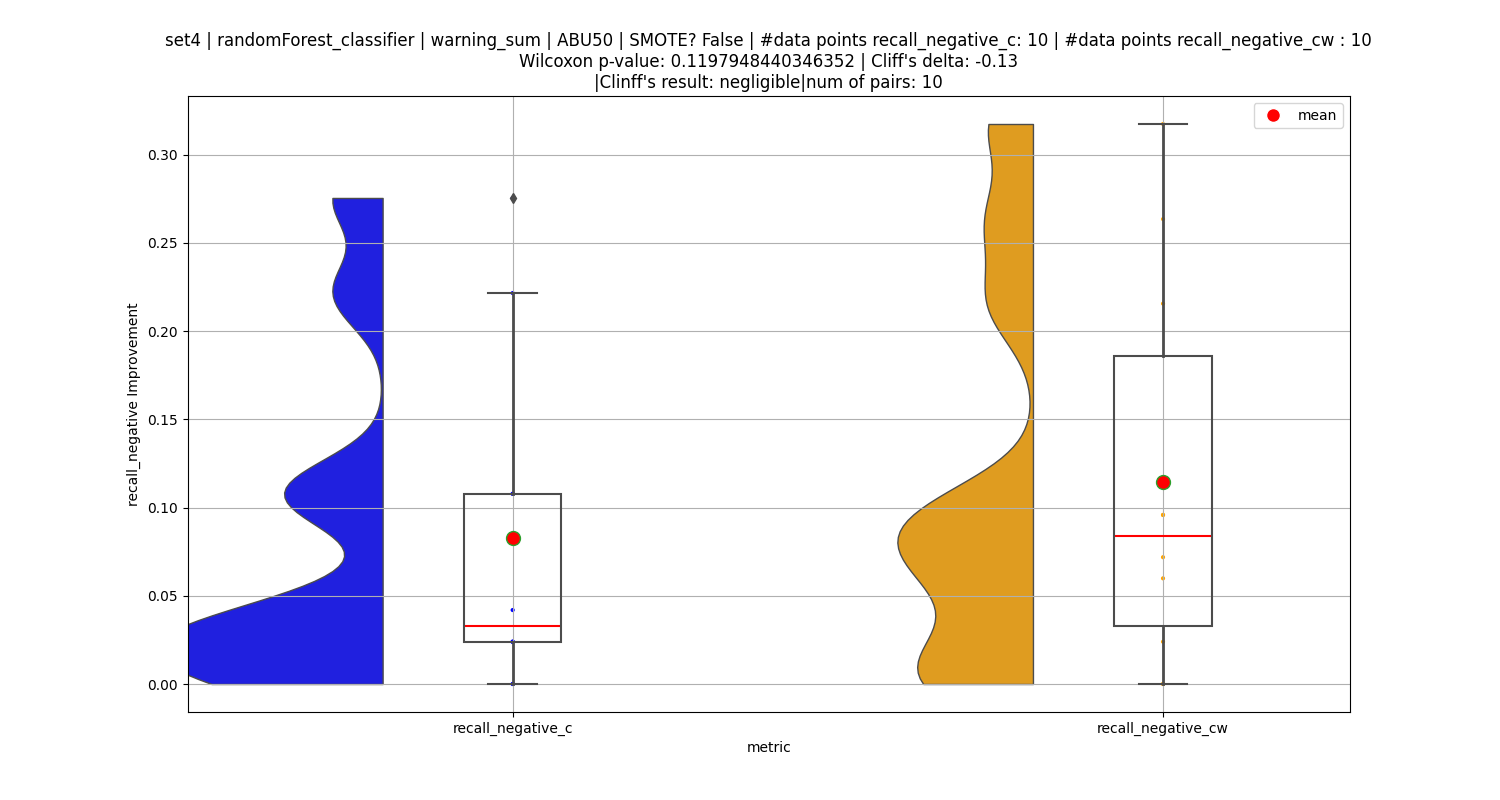 set4 | randomForest_classifier | warning_sum | ABU50 | SMOTE? False | #data points recall_negative_c: 10 | #data points recall_negative_cw : 10
Wilcoxon p-value: 0.1197948440346352 | Cliff's delta: -0.13
|Clinff's result: negligible|num of pairs: 10
mean
0.30
0.25
0.20
0.15
0.10
0.05
0.00
recall_negative Improvement
recall_negative_c
recall_negative_cw
metric